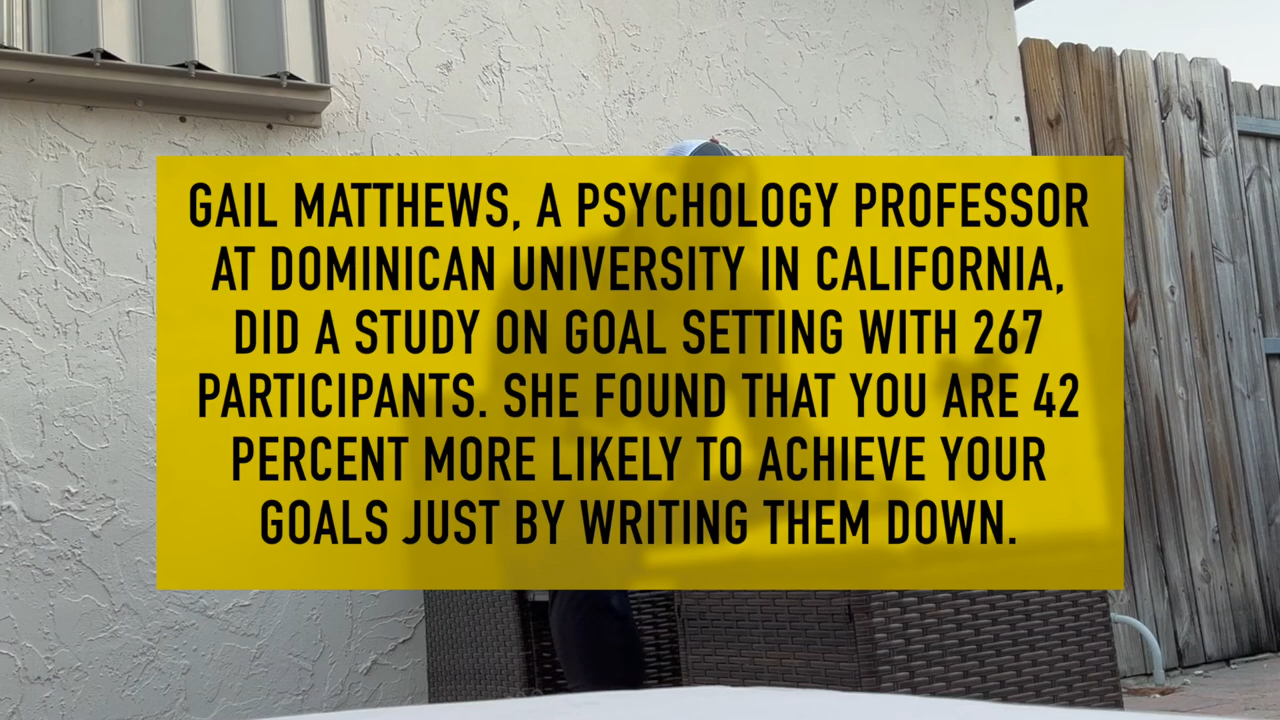 GAIL MATTHEWS, A PSYCHOLOGY PROFESSOR
AT DOMINICAN UNIVERSITY IN CALIFORNIA,
DID A STUDY ON GOAL SETTING WITH 267
PARTICIPANTS. SHE FOUND THAT YOU ARE 42
PERCENT MORE LIKELY TO ACHIEVE YOUR
GOALS JUST BY WRITING THEM DOWN.